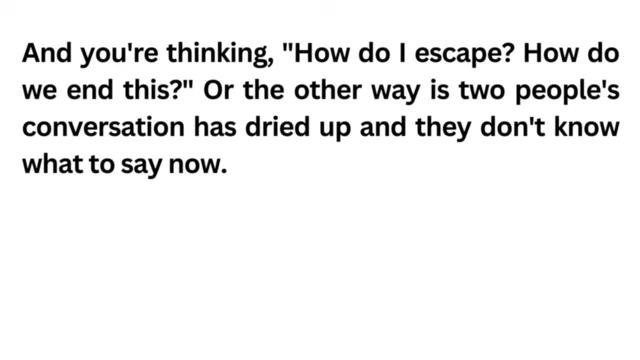 And you're thinking, "How do I escape? How do
we end this?" Or the other way is two people's
conversation has dried up and they don't know
what to say now.